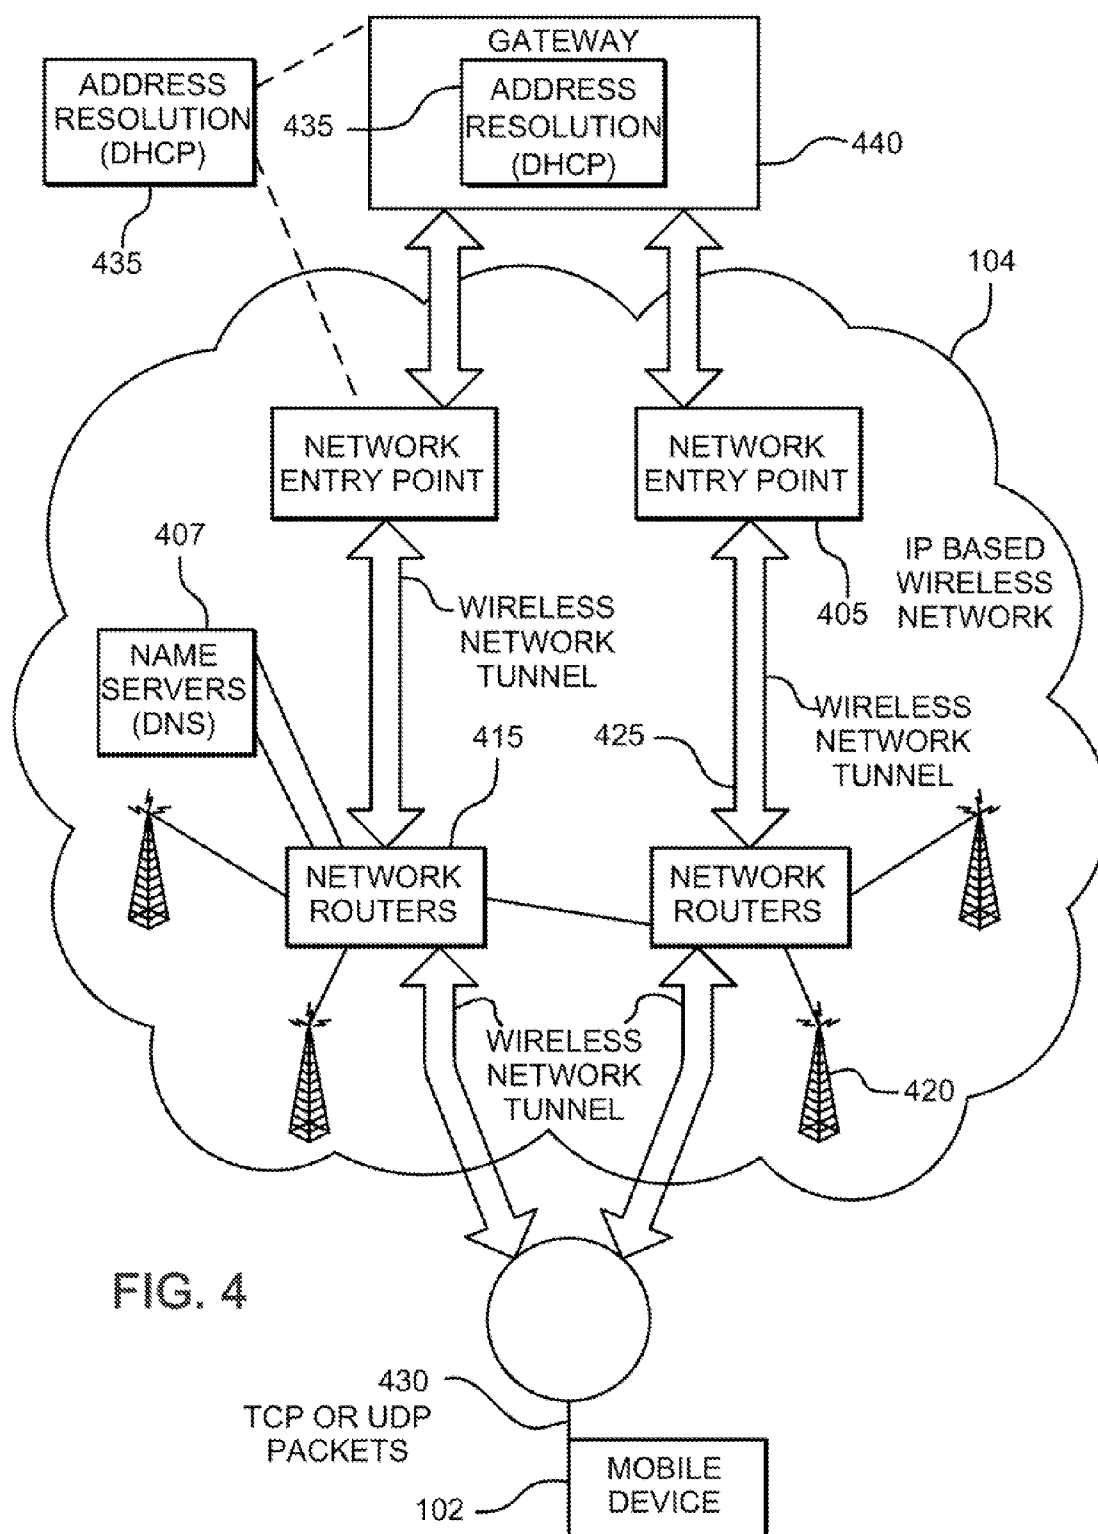 GATEWAY
ADDRESS
RESOLUTION
(DHCP)
435
ADDRESS
RESOLUTION
(DHCP)
435
440
104
NETWORK
ENTRY POINT
NETWORK
ENTRY POINT
405
IP BASED
WIRELESS
NETWORK
407
NAME
SERVERS
(DNS)
WIRELESS
NETWORK
TUNNEL
WIRELESS
NETWORK
TUNNEL
415
425
NETWORK
ROUTERS
NETWORK
ROUTERS
WIRELESS
NETWORK
TUNNEL
420
FIG. 4
430
TCP OR UDP
PACKETS
102
MOBILE
DEVICE